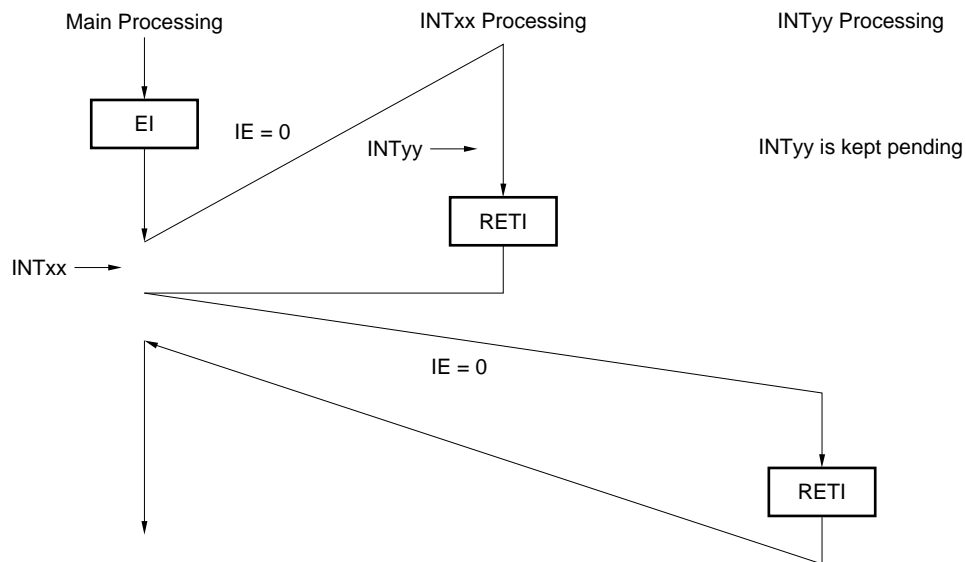 Main Processing
INTxx Processing
INTyy Processing
EI
IE = 0
INTyy
INTyy is kept pending
RETI
INTxx
IE = 0
RETI